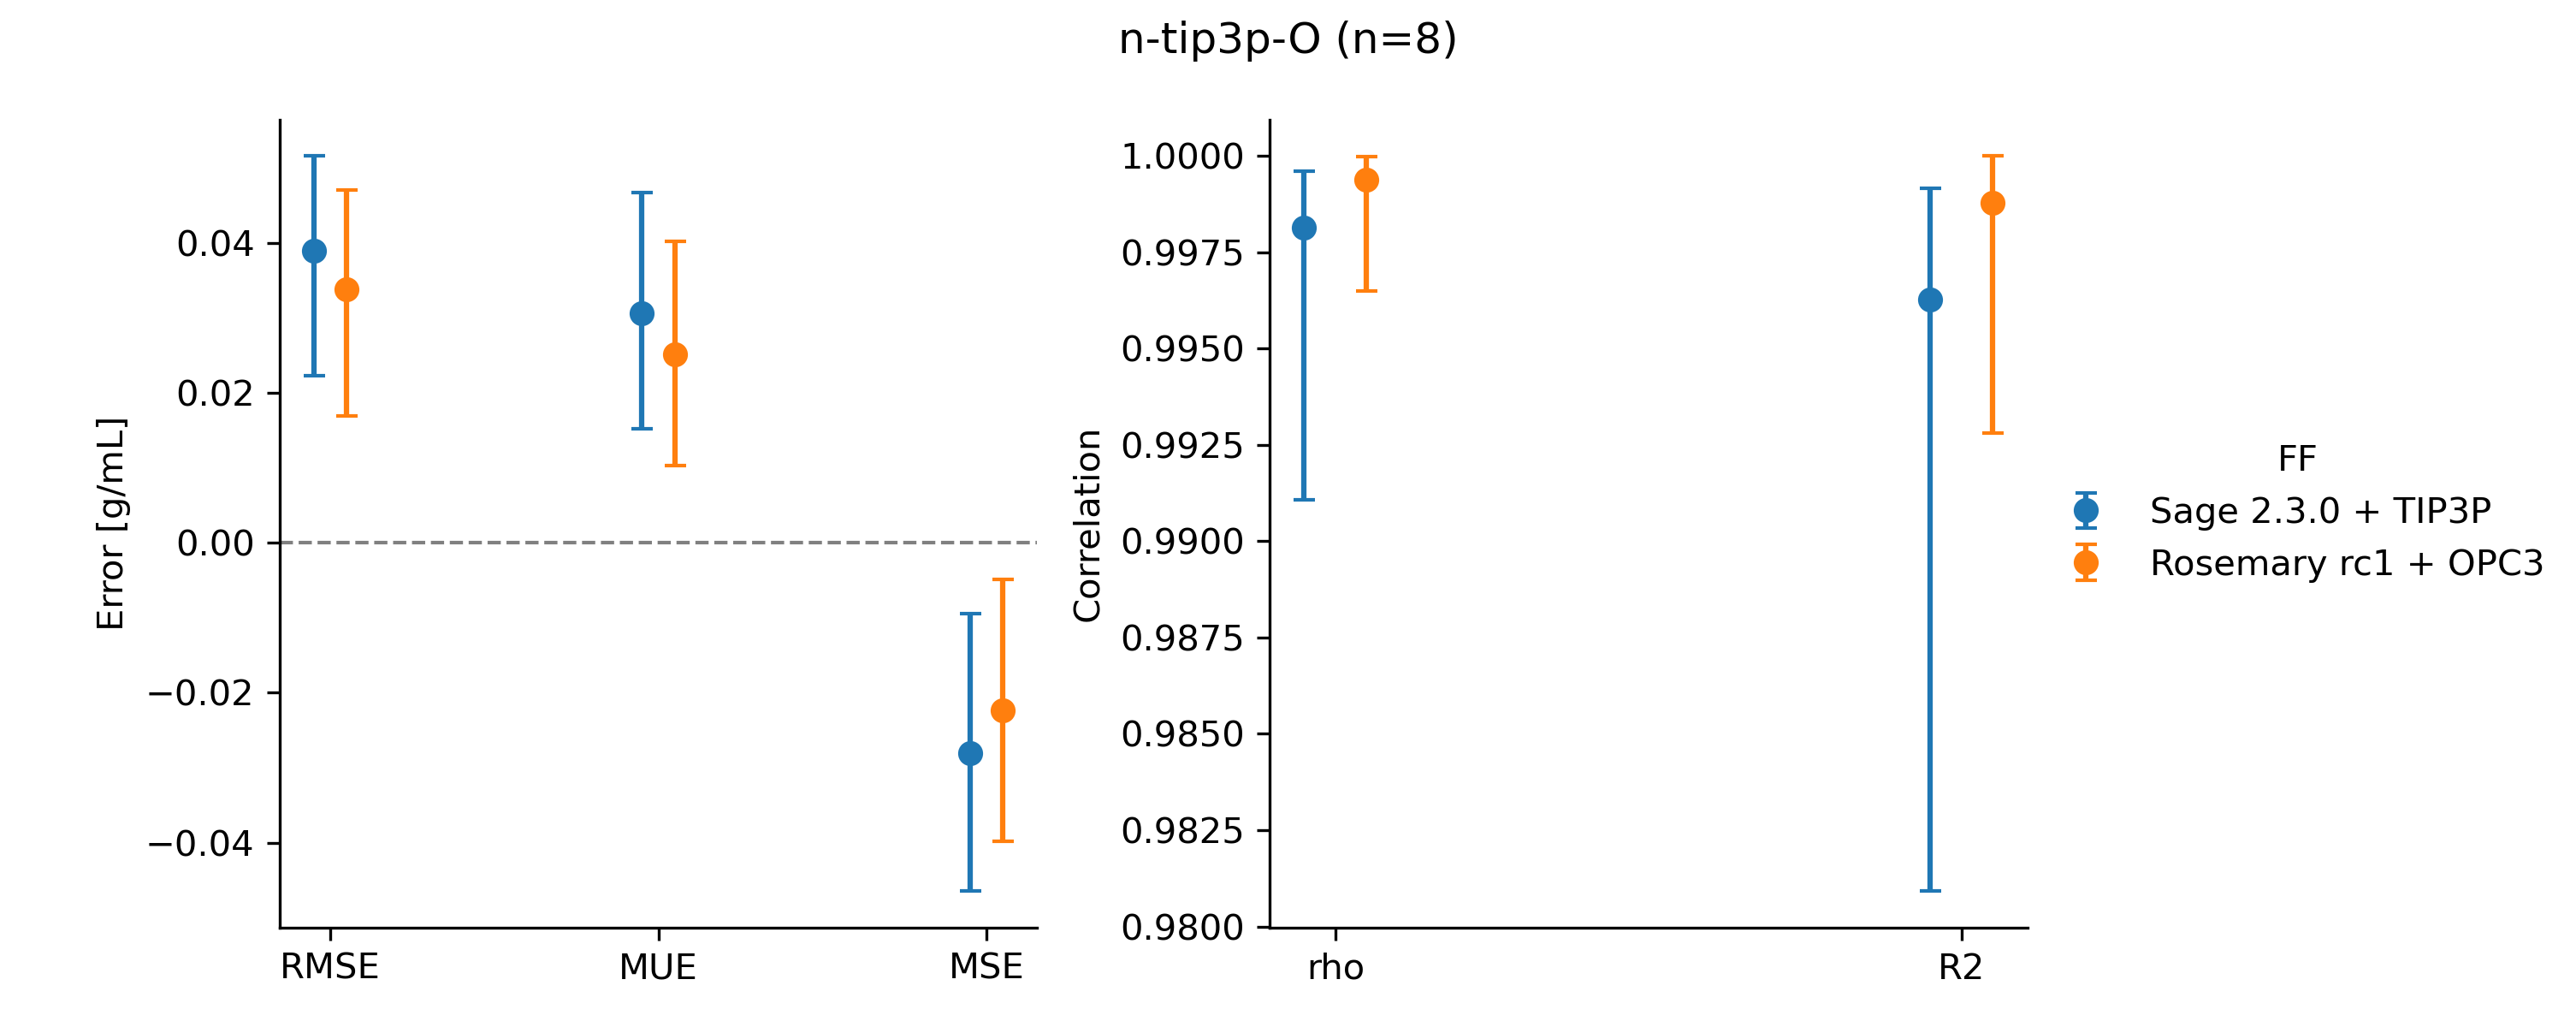 n-tip3p-O (n=8)
Error [g/mL]
0.04
0.02
0.00
−0.02
−0.04
RMSE
MUE
MSE
Correlation
1.0000
0.9975
0.9950
0.9925
0.9900
0.9875
0.9850
0.9825
0.9800
rho
R2
FF
Sage 2.3.0 + TIP3P
Rosemary rc1 + OPC3